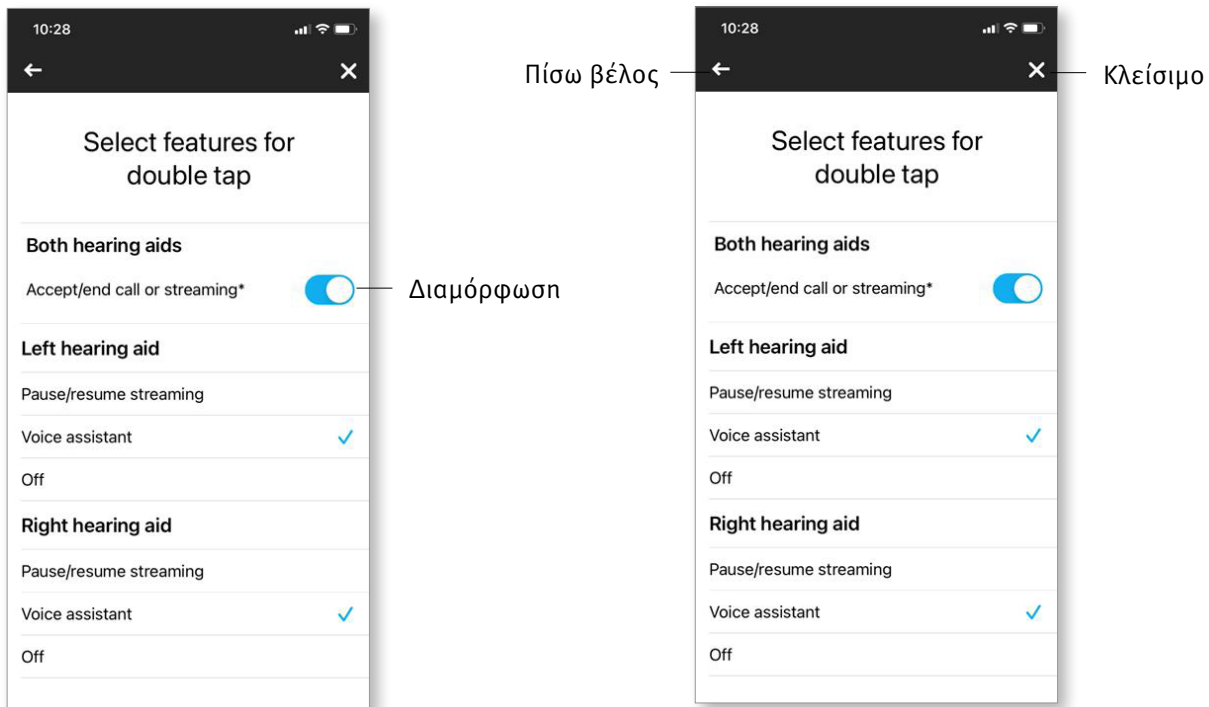 10:28
Select features for
double tap
Both hearing aids
Accept/end call or streaming*
Διαμόρφωση
Left hearing aid
Pause/resume streaming
Voice assistant
Off
Right hearing aid
Pause/resume streaming
Voice assistant
Off
10:28
Πίσω βέλος
Κλείσιμο
Select features for
double tap
Both hearing aids
Accept/end call or streaming*
Left hearing aid
Pause/resume streaming
Voice assistant
Off
Right hearing aid
Pause/resume streaming
Voice assistant
Off